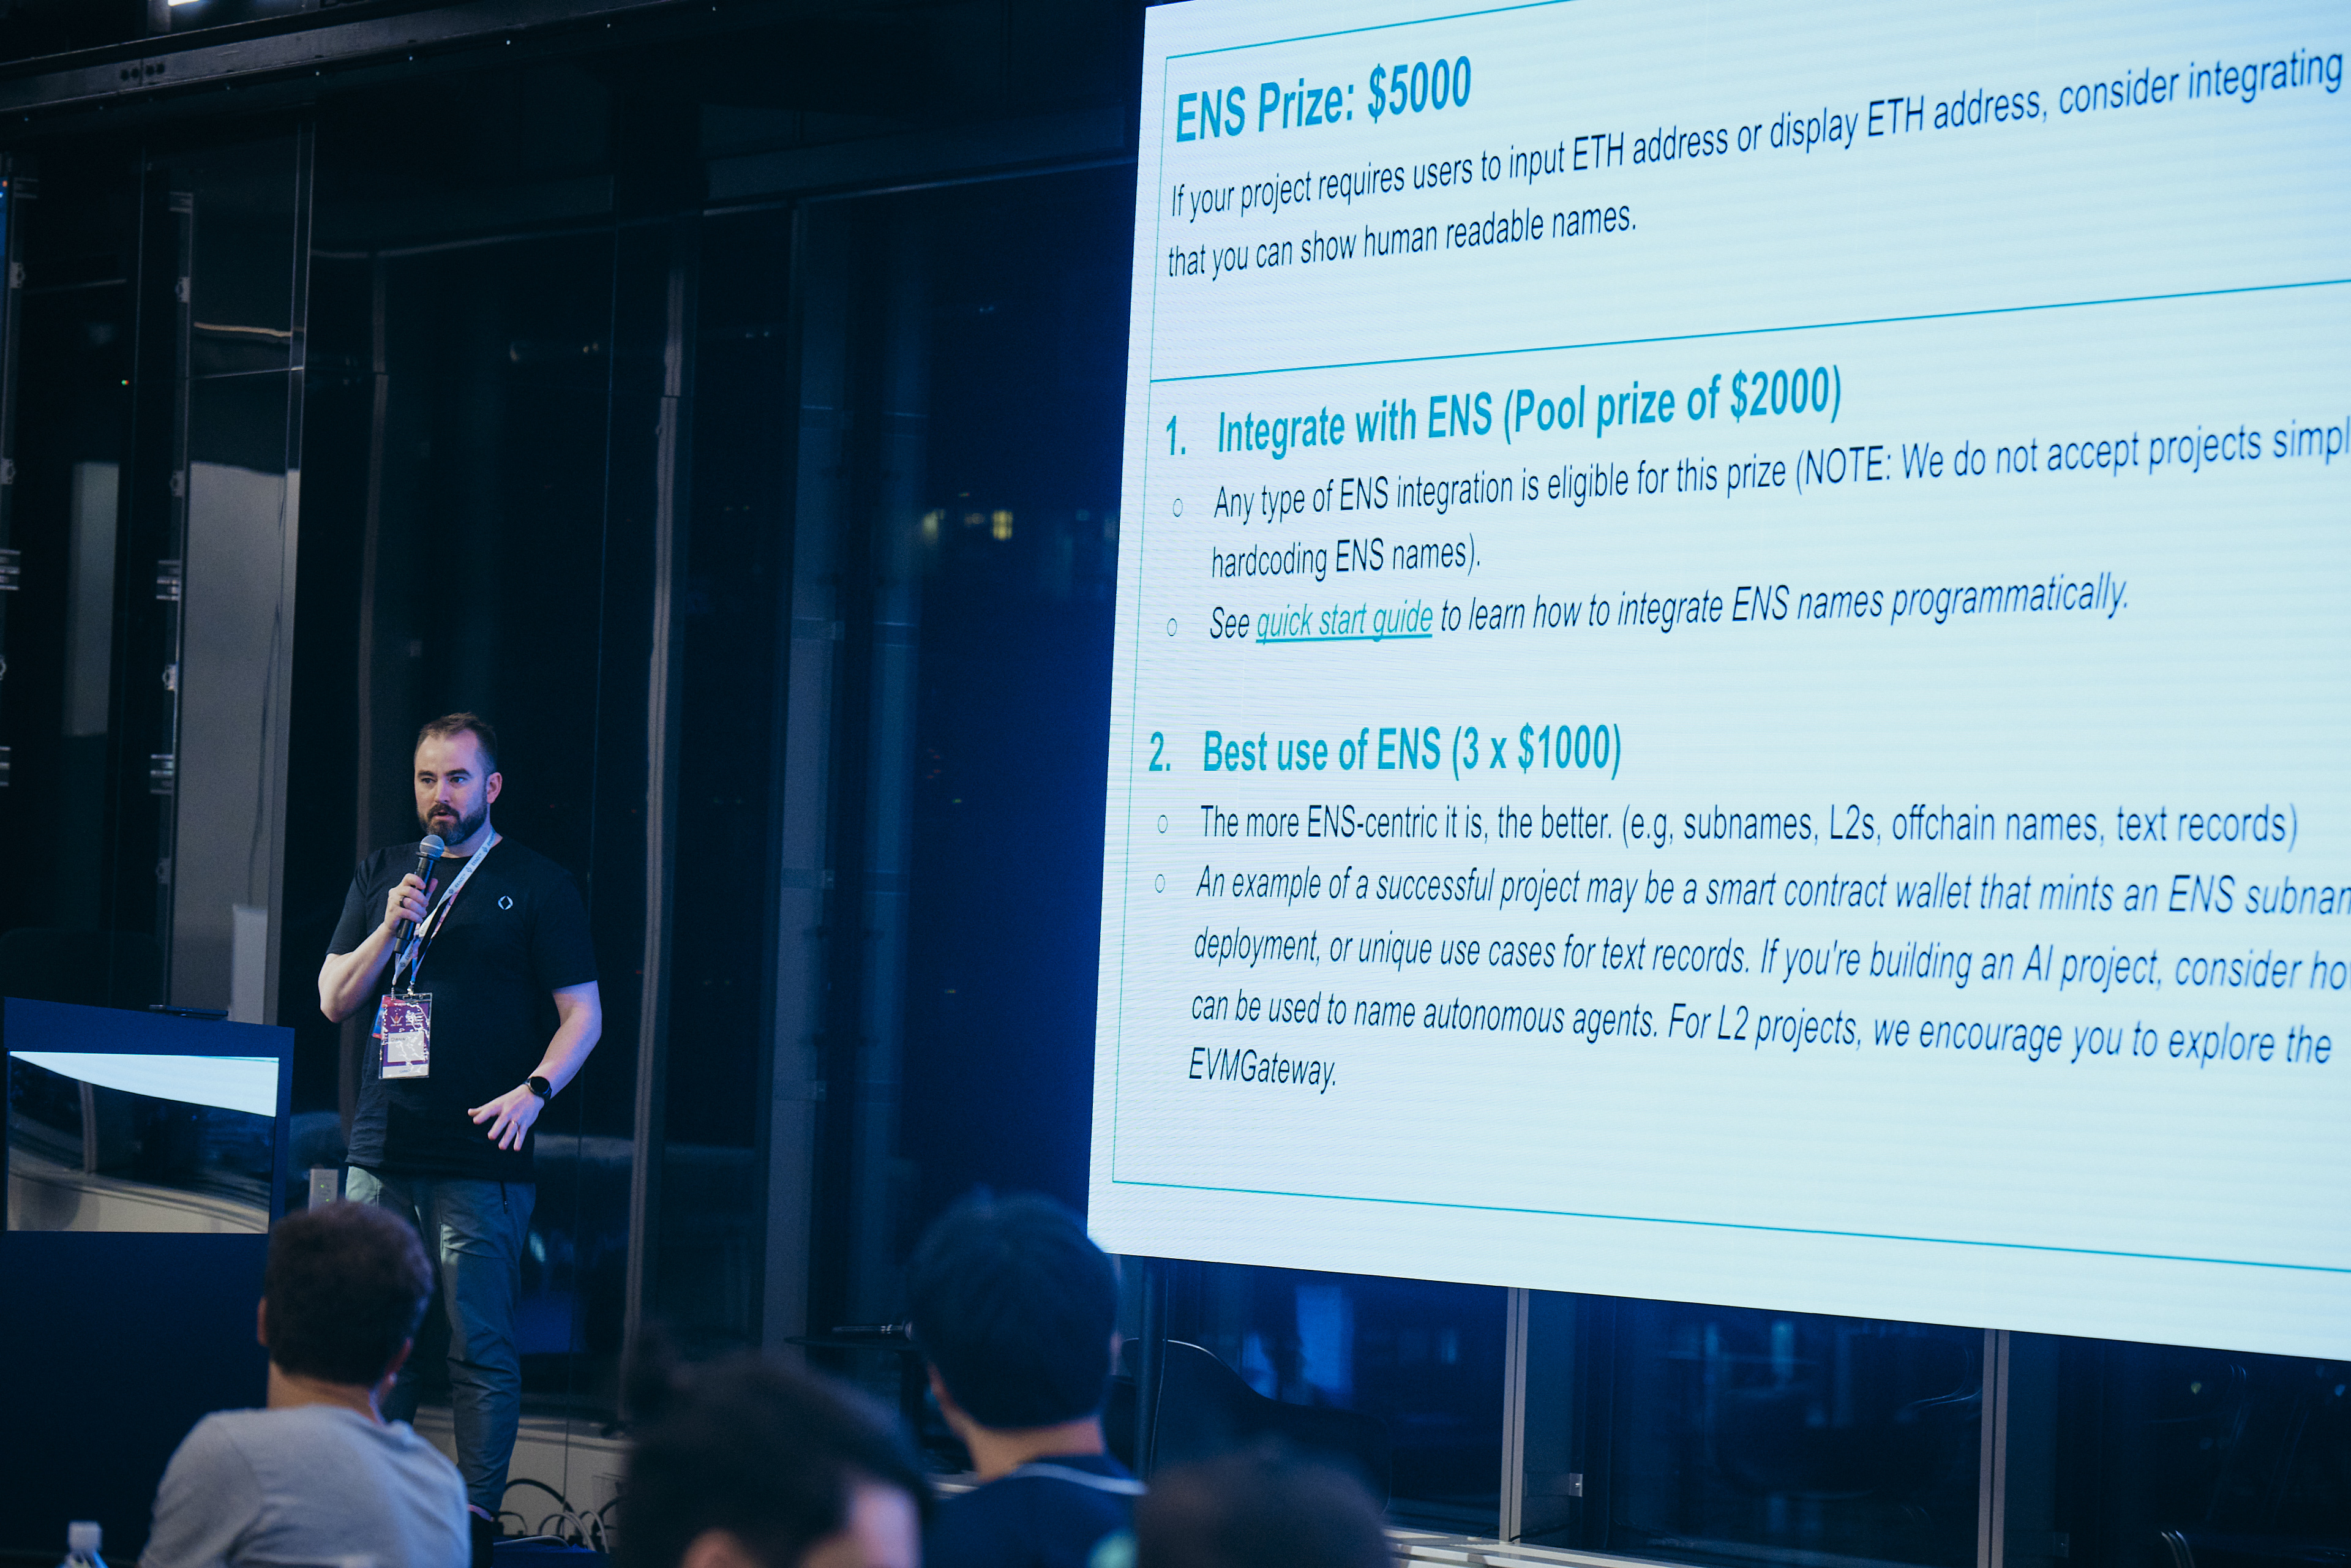 ENS Prize: $5000
If your project requires users to input ETH address or display ETH address, consider integrating
that you can show human readable names.
1. Integrate with ENS (Pool prize of $2000)
○ Any type of ENS integration is eligible for this prize (NOTE: We do not accept projects simpl
hardcoding ENS names).
○ See quick start guide to learn how to integrate ENS names programmatically.
2. Best use of ENS (3 x $1000)
○ The more ENS-centric it is, the better. (e.g, subnames, L2s, offchain names, text records)
○ An example of a successful project may be a smart contract wallet that mints an ENS subnam
deployment, or unique use cases for text records. If you're building an AI project, consider ho
can be used to name autonomous agents. For L2 projects, we encourage you to explore the
EVMGateway.